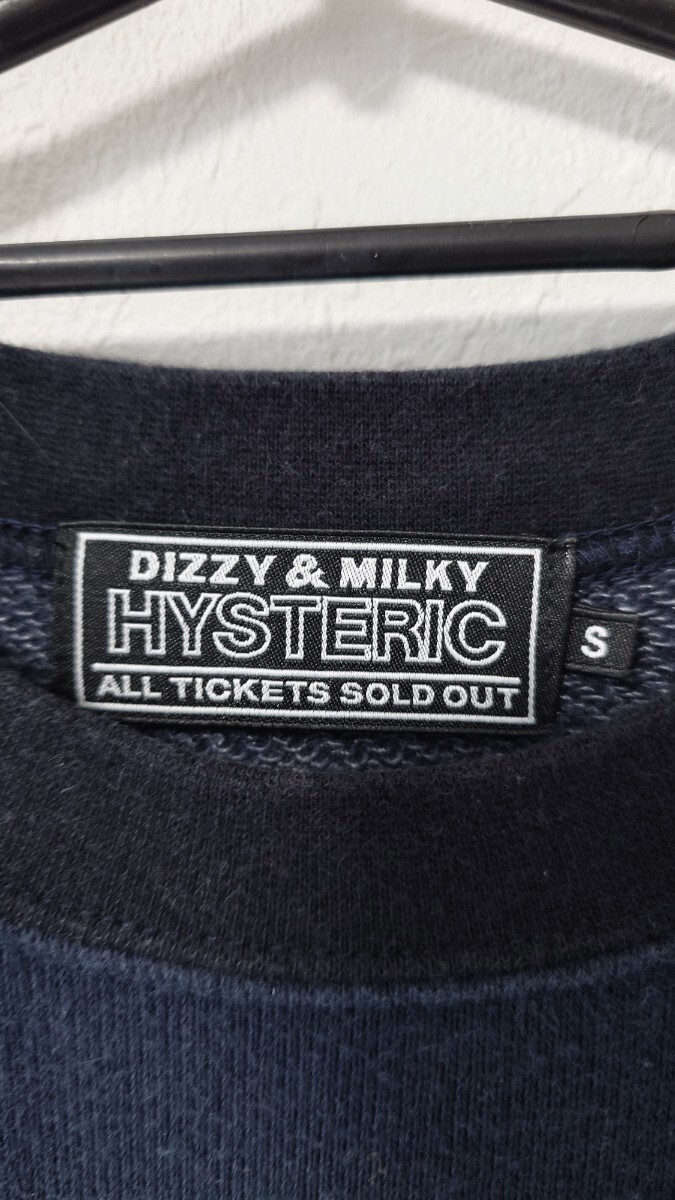 DIZZY & MILKY
HYSTERIC
ALL TICKETS SOLD OUT
S